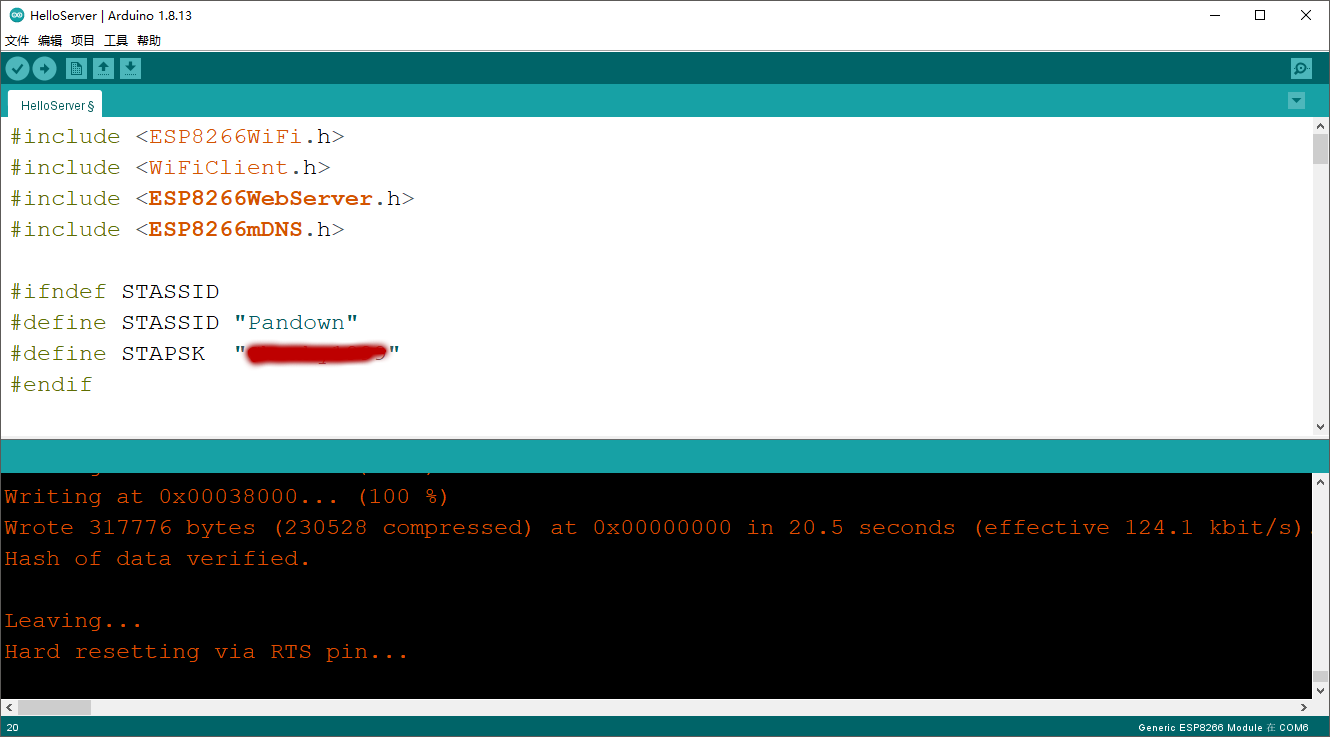 HelloServer | Arduino 1.8.13
文件 编辑 项目 工具 帮助
HelloServer §
#include <ESP8266WiFi.h>
#include <WiFiClient.h>
#include <ESP8266WebServer.h>
#include <ESP8266mDNS.h>
#ifndef STASSID
#define STASSID "Pandown"
#define STAPSK "
"
#endif
Writing at 0x00038000... (100 %)
Wrote 317776 bytes (230528 compressed) at 0x00000000 in 20.5 seconds (effective 124.1 kbit/s).
Hash of data verified.
Leaving...
Hard resetting via RTS pin...
20
Generic ESP8266 Module 在 COM6